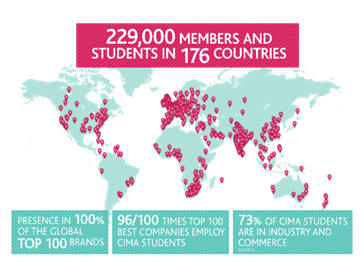 229,000 MEMBERS AND
STUDENTS IN 176 COUNTRIES
PRESENCE IN 100%
OF THE GLOBAL
TOP 100 BRANDS
96/100 TIMES TOP 100
BEST COMPANIES EMPLOY
CIMA STUDENTS
73% OF CIMA STUDENTS
ARE IN INDUSTRY AND
COMMERCE